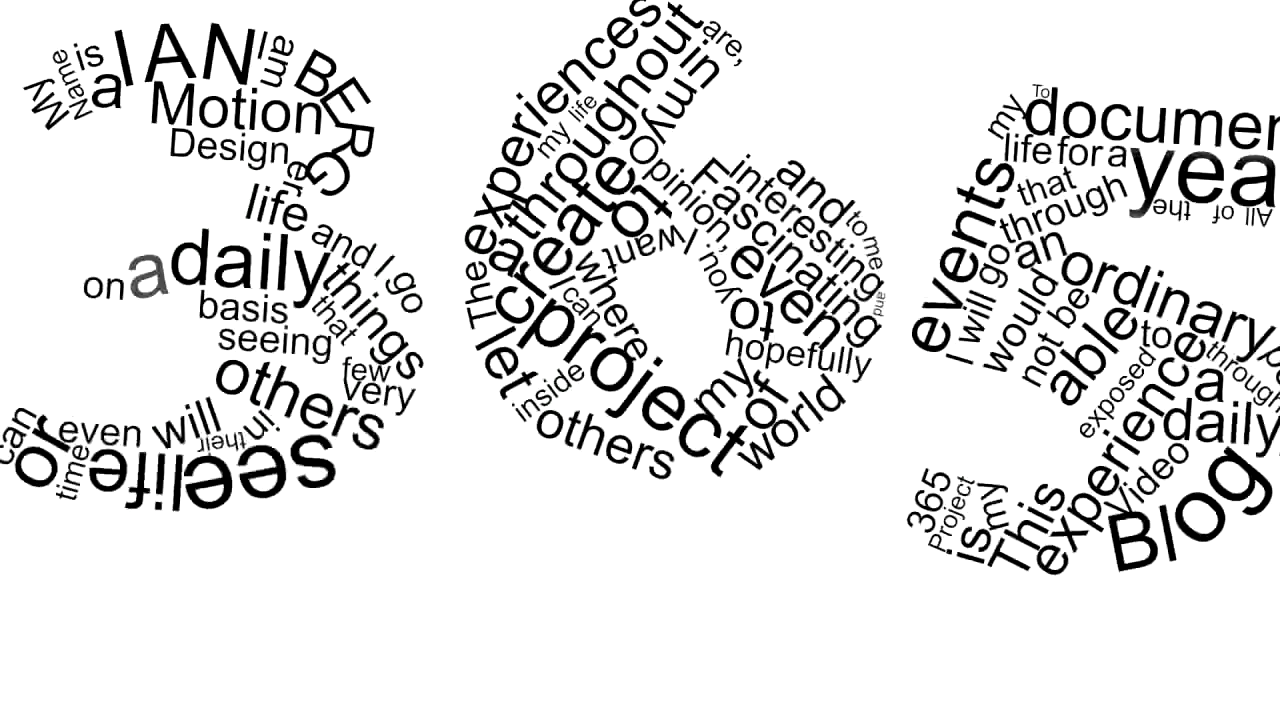 My
Name
is
IAN
BERG
I am
a
Motion
Design
er
life
and I go
on
a
daily
basis
things
that
seeing
few
very
others
can
or
time
even
will
in
their
life
see
experiences
my life
throughout
are,
in
my
Opinion,
The
create
to
I want
where
I can
project
let
inside
others
Fascinating
interesting
and
to me
and
you,
even
to
hopefully
my
of
world
To
document
my
life for a
year
that
through
All of the
events
I will go
an
ordinary
would
not be
able
to
exposed
through
experience
a
daily
Video
Blog
This
is
my
365
Project